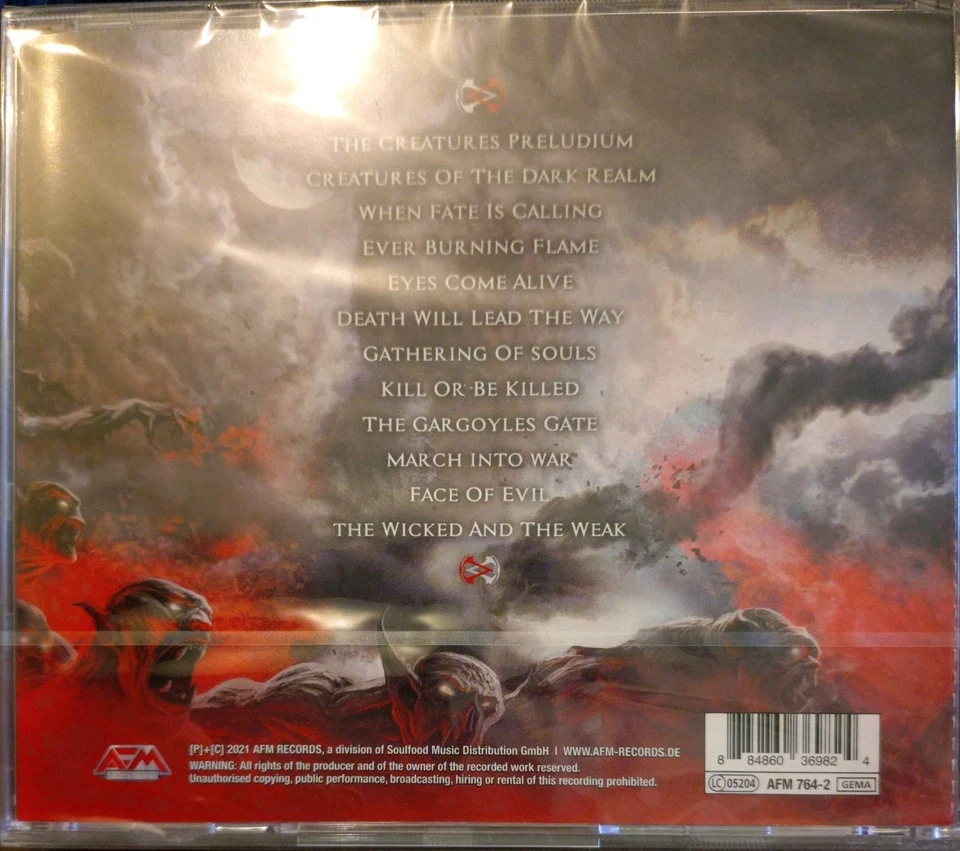 THE CREATURES PRELUDIUM
CREATURES OF THE DARK REALM
WHEN FATE IS CALLING
EVER BURNING FLAME
EYES COME ALIVE
DEATH WILL LEAD THE WAY
GATHERING OF SOULS
KILL OR BE KILLED
THE GARGOYLES GATE
MARCH INTO WAR
FACE OF EVIL
THE WICKED AND THE WEAK
AFM
[P]+[C] 2021 AFM RECORDS, a division of Soulfood Music Distribution GmbH | WWW.AFM-RECORDS.DE
WARNING: All rights of the producer and of the owner of the recorded work reserved.
Unauthorised copying, public performance, broadcasting, hiring or rental of this recording prohibited.
8 84860 36982 4
LC 05204 AFM 764-2 GEMA